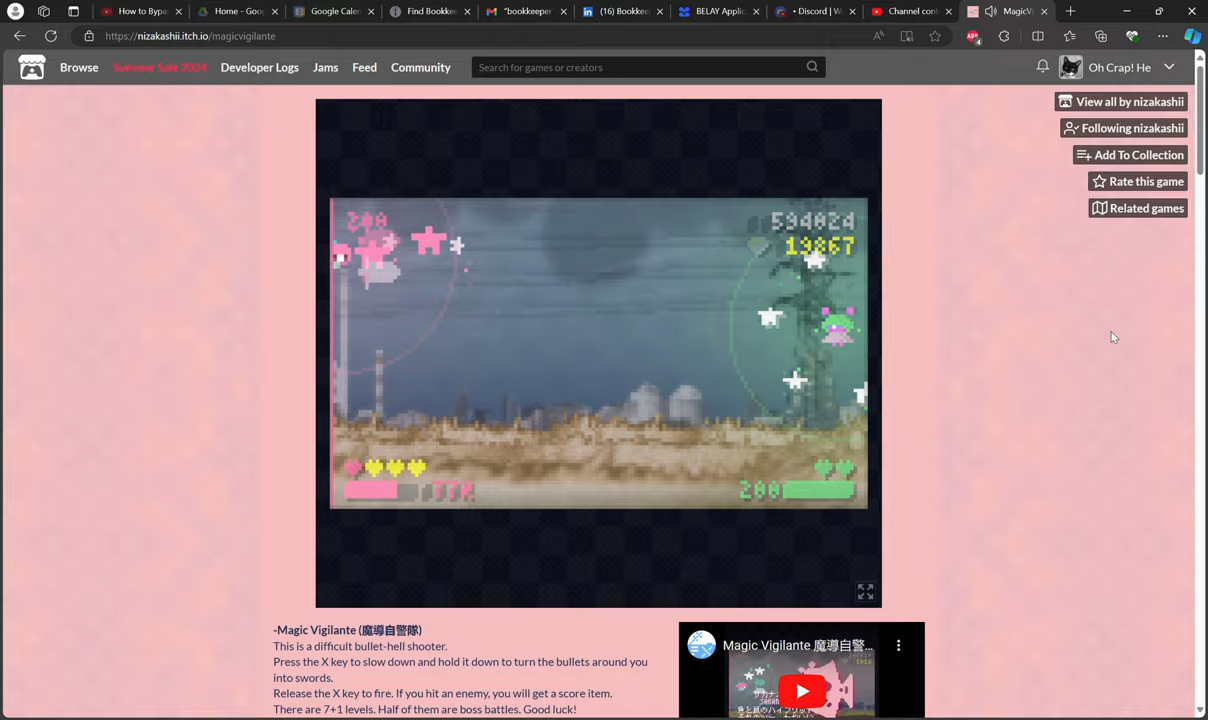 How to Bypa
Home - Goo
Google Cale
Find Bookkee
"bookkeeper
(16) Bookkee
BELAY Applic
• Discord | W
Channel cont
MagicVi
https://nizakashii.itch.io/magicvigilante
4
Browse
Summer Sale 2024
Developer Logs
Jams
Feed
Community
Search for games or creators
Oh Crap! He
View all by nizakashii
Following nizakashii
Add To Collection
Rate this game
Related games
200
594024
19867
200
-Magic Vigilante (魔導自警隊)
This is a difficult bullet-hell shooter.
Press the X key to slow down and hold it down to turn the bullets around you
into swords.
Release the X key to fire. If you hit an enemy, you will get a score item.
There are 7+1 levels. Half of them are boss battles. Good luck!
Magic Vigilante 魔導自警...